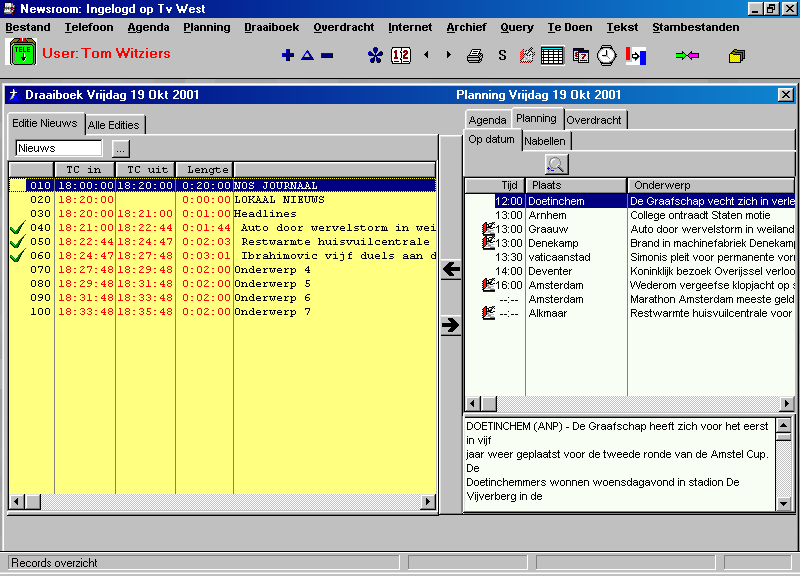 Newsroom: Ingelogd op Tv West
Bestand Telefoon Agenda Planning Draaiboek Overdracht Internet Archief Query Te Doen Tekst Stambestanden
TELE User: Tom Witziers 1 2 S
Draaiboek Vrijdag 19 Okt 2001
Editie Nieuws Alle Edities
Nieuws ...
TC in TC uit Lengte
010 18:00:00 18:20:00 0:20:00 NOS JOURNAAL
020 18:20:00 0:00:00 LOKAAL NIEUWS
030 18:20:00 18:21:00 0:01:00 Headlines
040 18:21:00 18:22:44 0:01:44 Auto door wervelstorm in wei
050 18:22:44 18:24:47 0:02:03 Restwarmte huisvuilcentrale
060 18:24:47 18:27:48 0:03:01 Ibrahimovic vijf duels aan d
070 18:27:48 18:29:48 0:02:00 Onderwerp 4
080 18:29:48 18:31:48 0:02:00 Onderwerp 5
090 18:31:48 18:33:48 0:02:00 Onderwerp 6
100 18:33:48 18:35:48 0:02:00 Onderwerp 7
Planning Vrijdag 19 Okt 2001
Agenda Planning Overdracht
Op datum Nabellen
Tijd Plaats Onderwerp
12:00 Doetinchem De Graafschap vecht zich in verle
13:00 Arnhem College ontraadt Staten motie
13:00 Graauw Auto door wervelstorm in weiland
13:00 Denekamp Brand in machinefabriek Denekamp
13:30 vaticaanstad Simonis pleit voor permanente vorm
14:00 Deventer Koninklijk bezoek Overijssel verloo
16:00 Amsterdam Wederom vergeefse klopjacht op s
--:-- Amsterdam Marathon Amsterdam meeste geld
--:-- Alkmaar Restwarmte huisvuilcentrale voor
DOETINCHEM (ANP) - De Graafschap heeft zich voor het eerst
in vijf
jaar weer geplaatst voor de tweede ronde van de Amstel Cup.
De
Doetinchemmers wonnen woensdagavond in stadion De
Vijverberg in de
Records overzicht